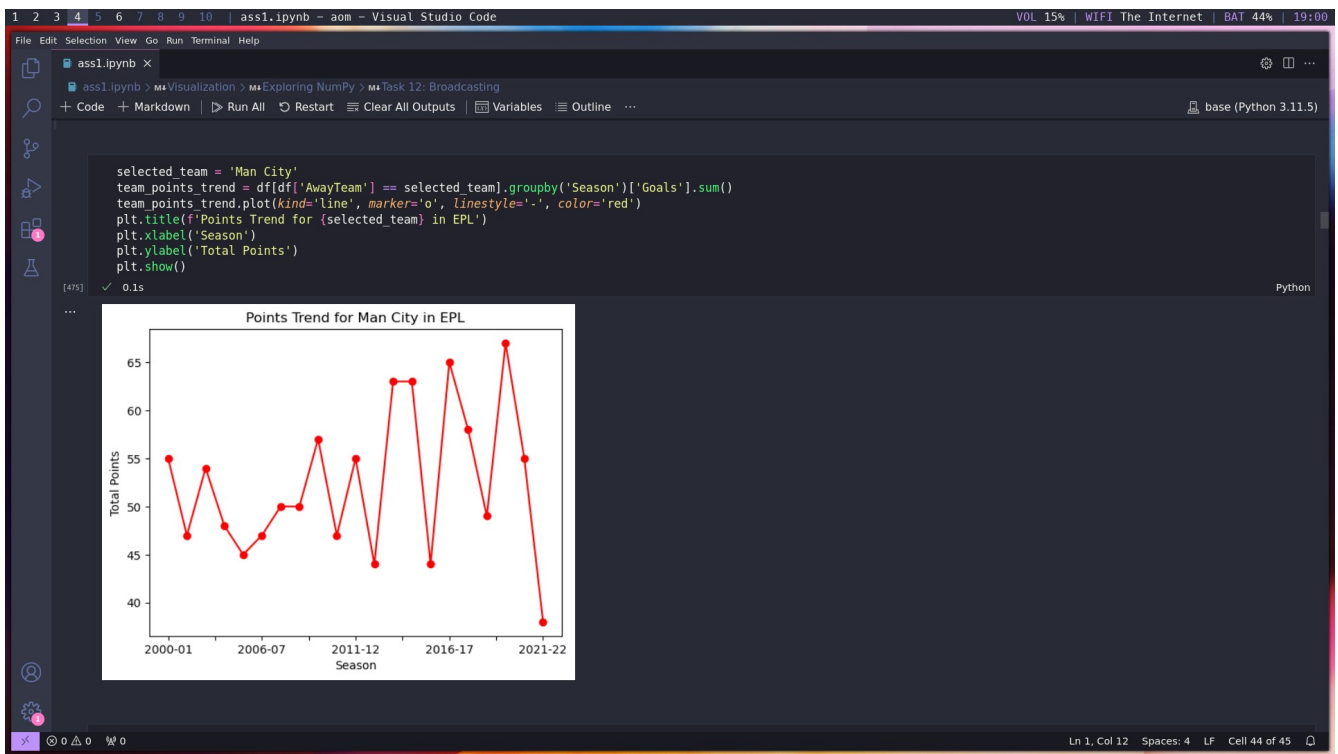 1 2 3 4 5 6 7 8 9 10 | ass1.ipynb - aom - Visual Studio Code VOL 15% | WIFI The Internet | BAT 44% | 19:00
File Edit Selection View Go Run Terminal Help
ass1.ipynb ×
ass1.ipynb > M↓Visualization > M↓Exploring NumPy > M↓Task 12: Broadcasting
+ Code + Markdown | Run All Restart Clear All Outputs | Variables Outline ··· base (Python 3.11.5)
selected_team = 'Man City'
team_points_trend = df[df['AwayTeam'] == selected_team].groupby('Season')['Goals'].sum()
team_points_trend.plot(kind='line', marker='o', linestyle='-', color='red')
plt.title(f'Points Trend for {selected_team} in EPL')
plt.xlabel('Season')
plt.ylabel('Total Points')
plt.show()
[475] ✓ 0.1s Python
Points Trend for Man City in EPL
65
60
55
50
45
40
Total Points
2000-01 2006-07 2011-12 2016-17 2021-22
Season
1
1
0 0 0 Ln 1, Col 12 Spaces: 4 LF Cell 44 of 45